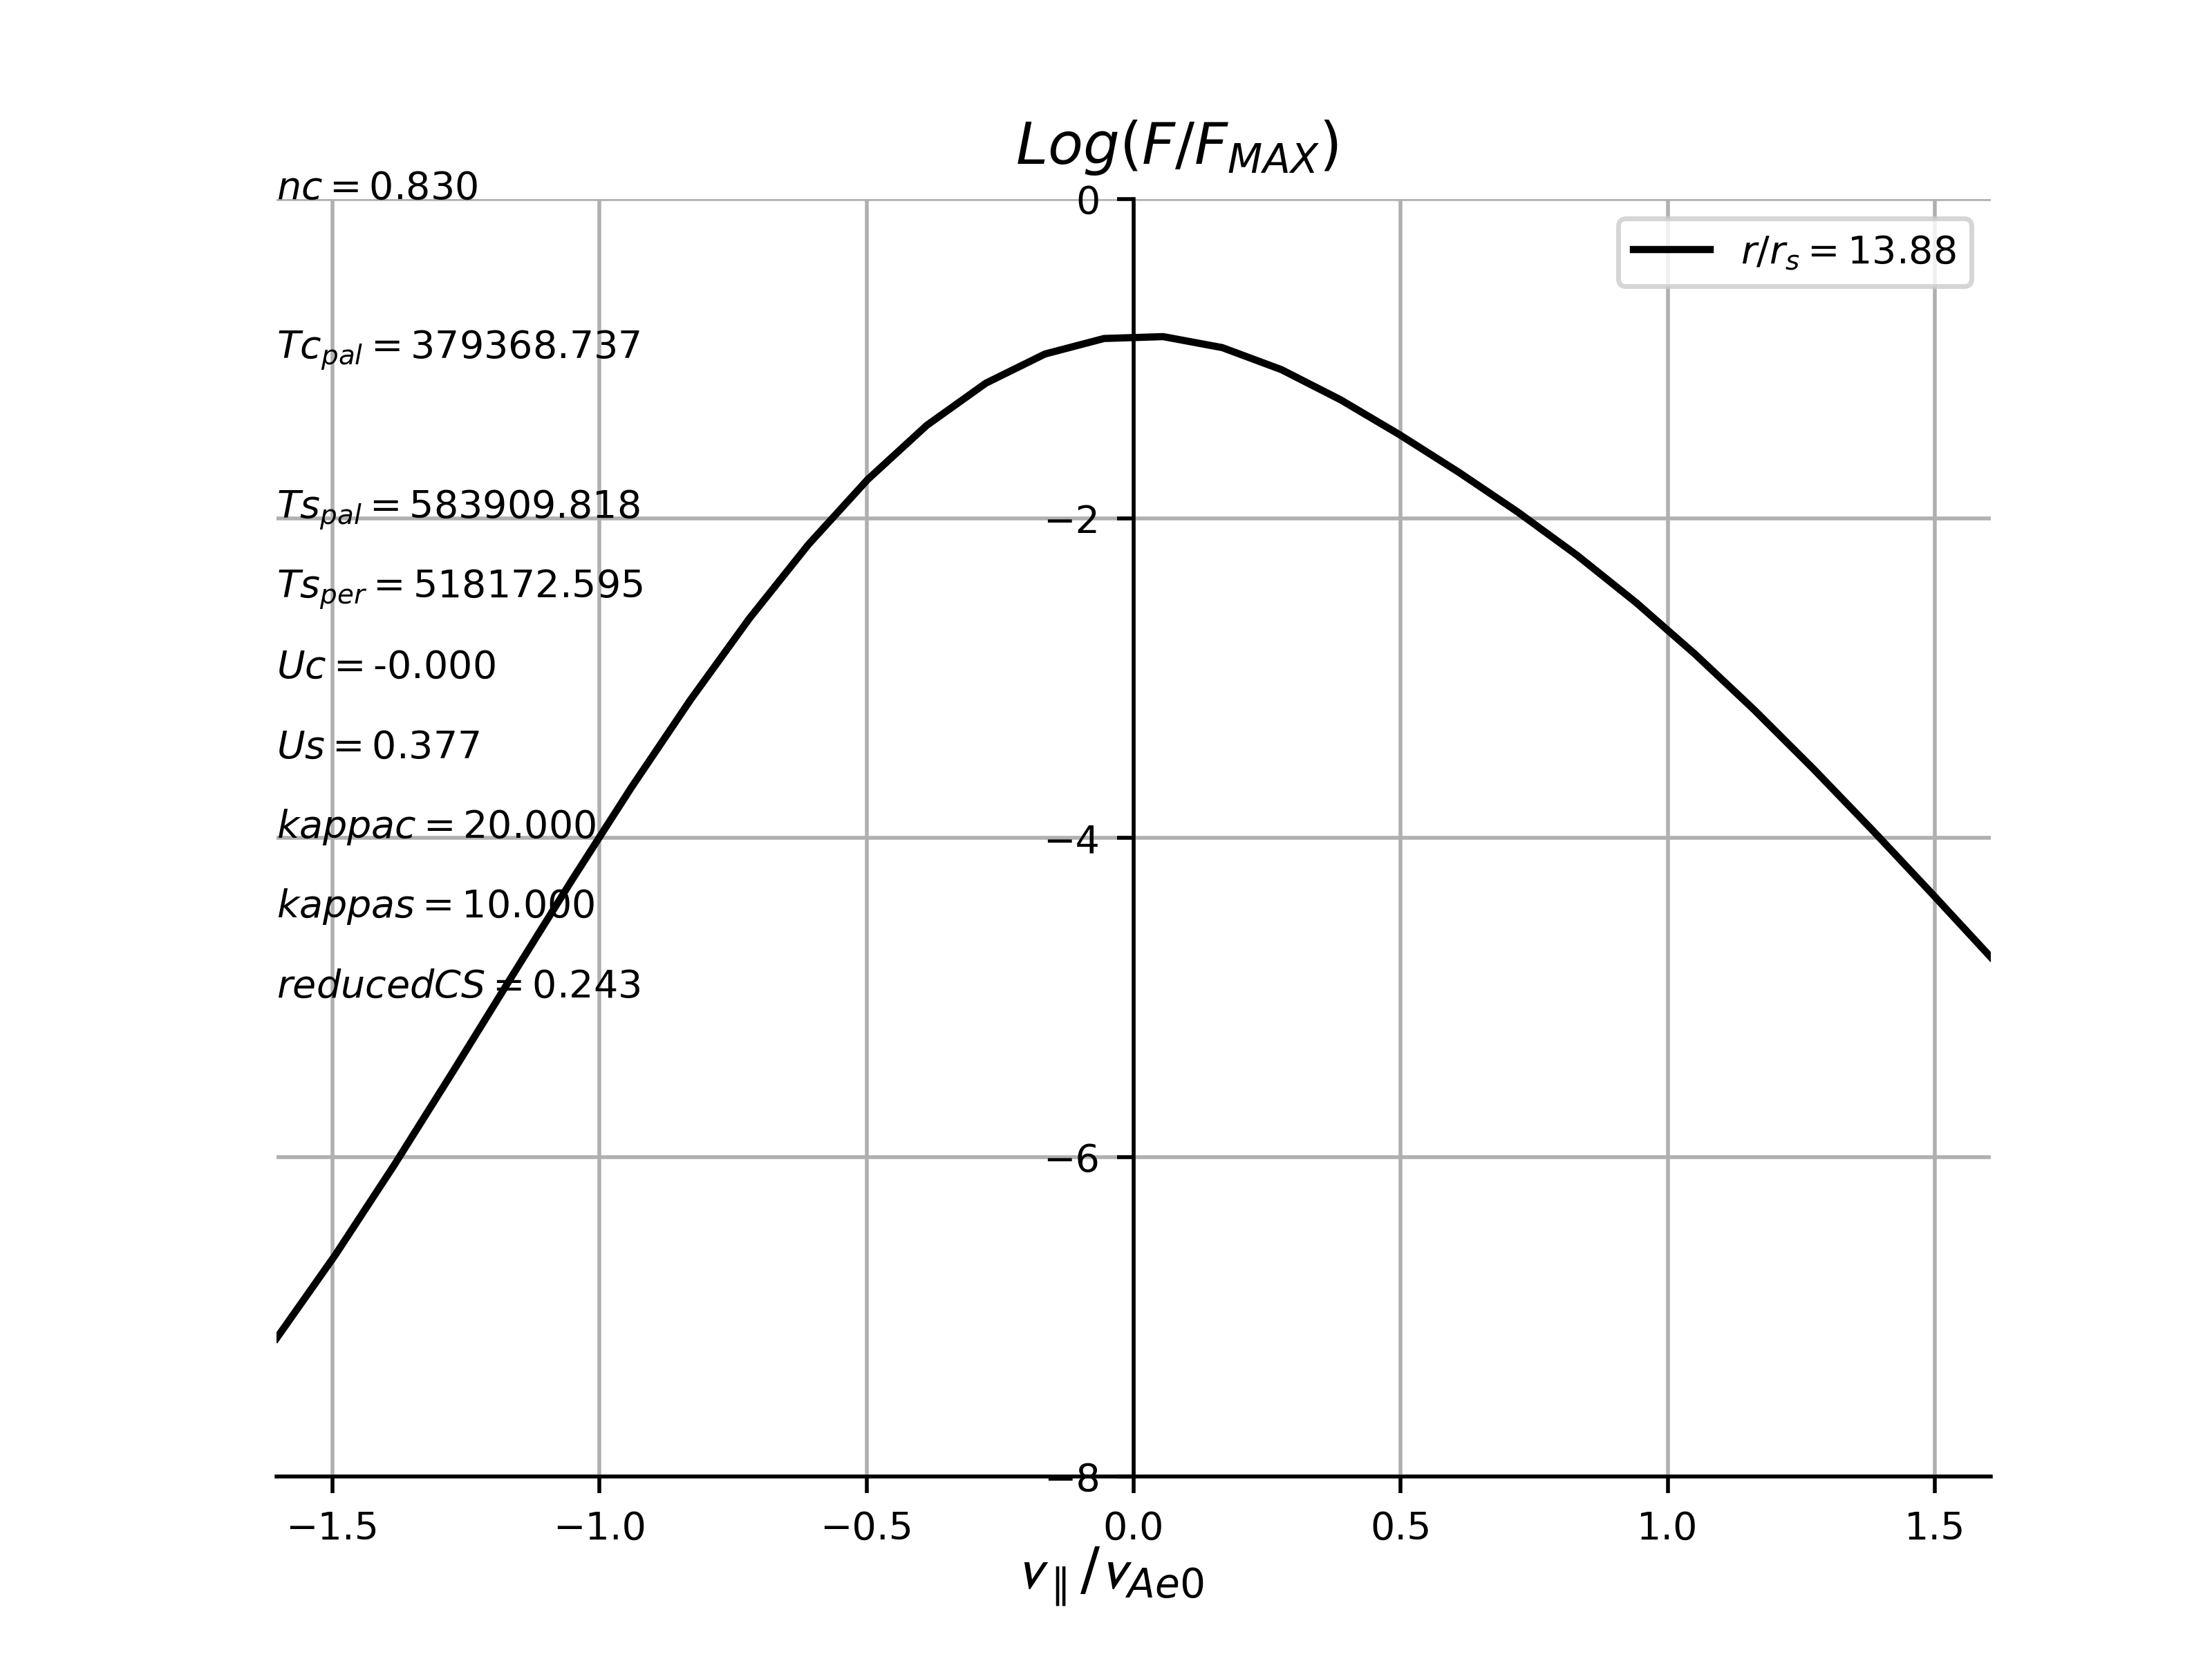 Log(F/F_MAX)
nc = 0.830
0
r/r_s = 13.88
Tc_pal = 379368.737
Ts_pal = 583909.818
−2
Ts_per = 518172.595
Uc = -0.000
Us = 0.377
kappac = 20.000
−4
kappas = 10.000
reducedCS = 0.243
−6
−8
−1.5 −1.0 −0.5 0.0 0.5 1.0 1.5
v_∥/v_Ae0